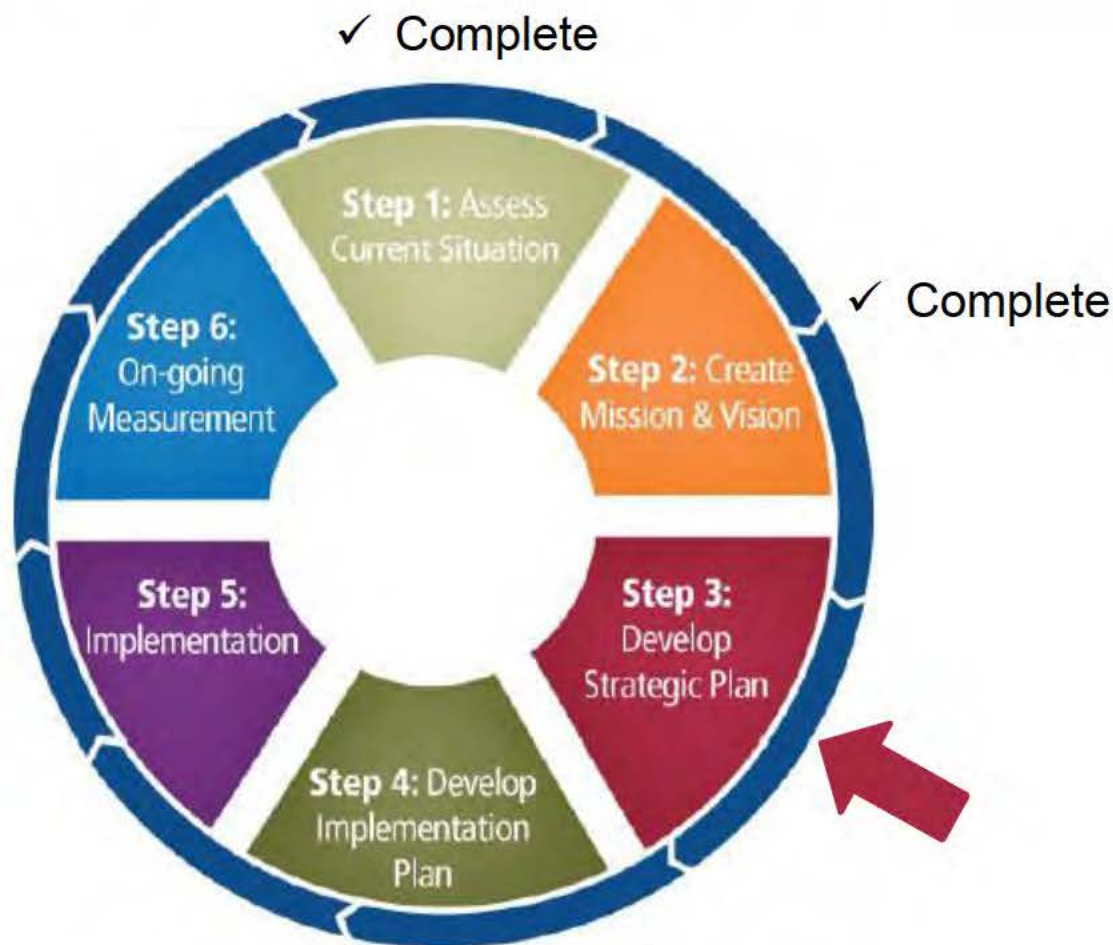 ✓ Complete
Step 1: Assess
Current Situation
✓ Complete
Step 2: Create
Mission & Vision
Step 3:
Develop
Strategic Plan
Step 4: Develop
Implementation
Plan
Step 5:
Implementation
Step 6:
On-going
Measurement